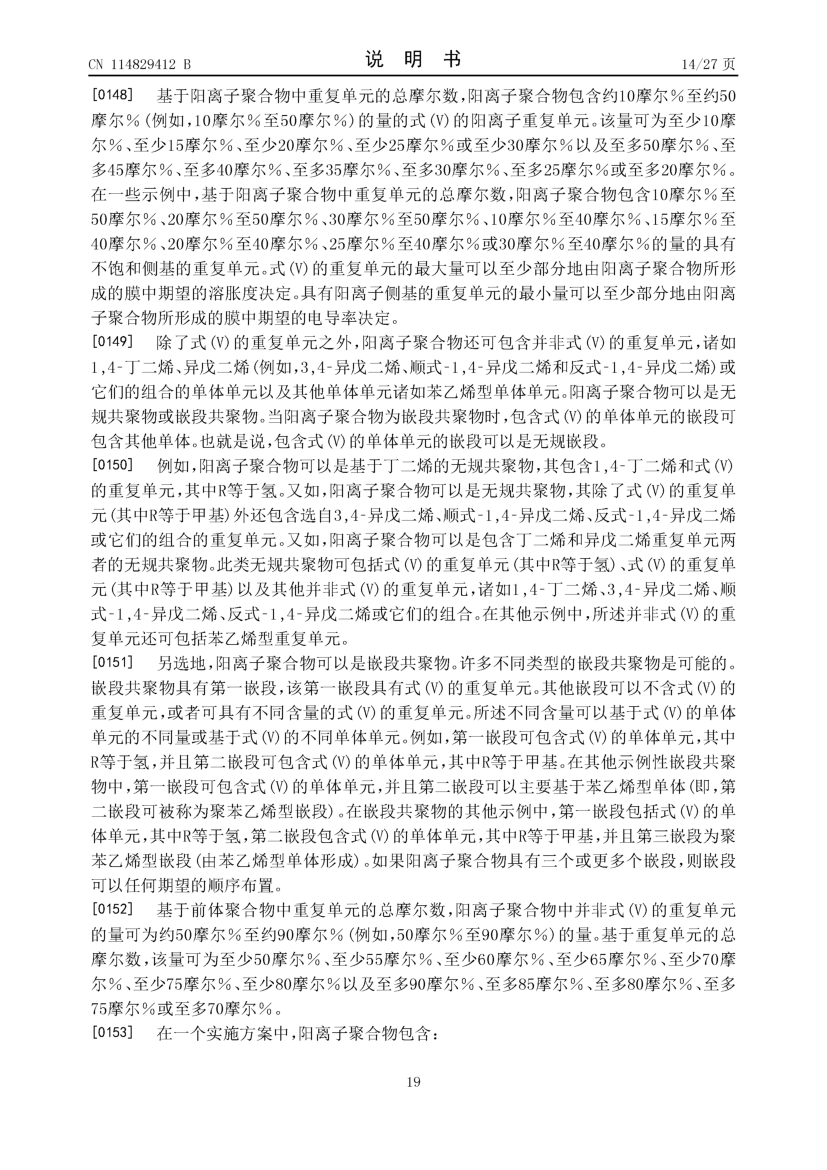 CN 114829412 B
说 明 书
14/27 页
[0148] 基于阳离子聚合物中重复单元的总摩尔数,阳离子聚合物包含约10摩尔%至约50
摩尔%(例如,10摩尔%至50摩尔%)的量的式(V)的阳离子重复单元。该量可为至少10摩
尔%、至少15摩尔%、至少20摩尔%、至少25摩尔%或至少30摩尔%以及至多50摩尔%、至
多45摩尔%、至多40摩尔%、至多35摩尔%、至多30摩尔%、至多25摩尔%或至多20摩尔%。
在一些示例中,基于阳离子聚合物中重复单元的总摩尔数,阳离子聚合物包含10摩尔%至
50摩尔%、20摩尔%至50摩尔%、30摩尔%至50摩尔%、10摩尔%至40摩尔%、15摩尔%至
40摩尔%、20摩尔%至40摩尔%、25摩尔%至40摩尔%或30摩尔%至40摩尔%的量的具有
不饱和侧基的重复单元。式(V)的重复单元的最大量可以至少部分地由阳离子聚合物所形
成的膜中期望的溶胀度决定。具有阳离子侧基的重复单元的最小量可以至少部分地由阳离
子聚合物所形成的膜中期望的电导率决定。
[0149] 除了式(V)的重复单元之外,阳离子聚合物还可包含并非式(V)的重复单元,诸如
1,4-丁二烯、异戊二烯(例如,3,4-异戊二烯、顺式-1,4-异戊二烯和反式-1,4-异戊二烯)或
它们的组合的单体单元以及其他单体单元诸如苯乙烯型单体单元。阳离子聚合物可以是无
规共聚物或嵌段共聚物。当阳离子聚合物为嵌段共聚物时,包含式(V)的单体单元的嵌段可
包含其他单体。也就是说,包含式(V)的单体单元的嵌段可以是无规嵌段。
[0150] 例如,阳离子聚合物可以是基于丁二烯的无规共聚物,其包含1,4-丁二烯和式(V)
的重复单元,其中R等于氢。又如,阳离子聚合物可以是无规共聚物,其除了式(V)的重复单
元(其中R等于甲基)外还包含选自3,4-异戊二烯、顺式-1,4-异戊二烯、反式-1,4-异戊二烯
或它们的组合的重复单元。又如,阳离子聚合物可以是包含丁二烯和异戊二烯重复单元两
者的无规共聚物。此类无规共聚物可包括式(V)的重复单元(其中R等于氢)、式(V)的重复单
元(其中R等于甲基)以及其他并非式(V)的重复单元,诸如1,4-丁二烯、3,4-异戊二烯、顺
式-1,4-异戊二烯、反式-1,4-异戊二烯或它们的组合。在其他示例中,所述并非式(V)的重
复单元还可包括苯乙烯型重复单元。
[0151] 另选地,阳离子聚合物可以是嵌段共聚物。许多不同类型的嵌段共聚物是可能的。
嵌段共聚物具有第一嵌段,该第一嵌段具有式(V)的重复单元。其他嵌段可以不含式(V)的
重复单元,或者可具有不同含量的式(V)的重复单元。所述不同含量可以基于式(V)的单体
单元的不同量或基于式(V)的不同单体单元。例如,第一嵌段可包含式(V)的单体单元,其中
R等于氢,并且第二嵌段可包含式(V)的单体单元,其中R等于甲基。在其他示例性嵌段共聚
物中,第一嵌段可包含式(V)的单体单元,并且第二嵌段可以主要基于苯乙烯型单体(即,第
二嵌段可被称为聚苯乙烯型嵌段)。在嵌段共聚物的其他示例中,第一嵌段包括式(V)的单
体单元,其中R等于氢,第二嵌段包含式(V)的单体单元,其中R等于甲基,并且第三嵌段为聚
苯乙烯型嵌段(由苯乙烯型单体形成)。如果阳离子聚合物具有三个或更多个嵌段,则嵌段
可以任何期望的顺序布置。
[0152] 基于前体聚合物中重复单元的总摩尔数,阳离子聚合物中并非式(V)的重复单元
的量可为约50摩尔%至约90摩尔%(例如,50摩尔%至90摩尔%)的量。基于重复单元的总
摩尔数,该量可为至少50摩尔%、至少55摩尔%、至少60摩尔%、至少65摩尔%、至少70摩
尔%、至少75摩尔%、至少80摩尔%以及至多90摩尔%、至多85摩尔%、至多80摩尔%、至多
75摩尔%或至多70摩尔%。
[0153] 在一个实施方案中,阳离子聚合物包含:
19